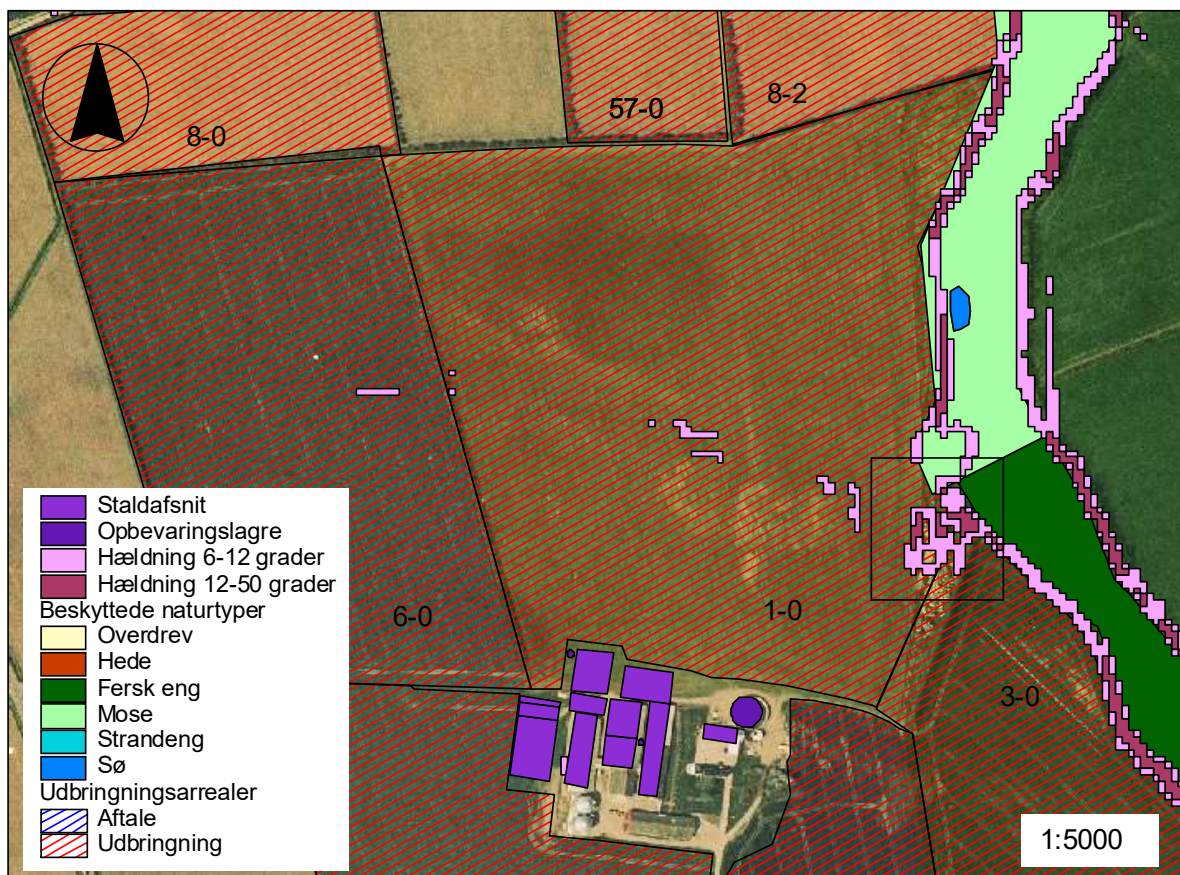 8-0
57-0
8-2
6-0
1-0
3-0
Staldafsnit
Opbevaringslagre
Hældning 6-12 grader
Hældning 12-50 grader
Beskyttede naturtyper
Overdrev
Hede
Fersk eng
Mose
Strandeng
Sø
Udbringningsarrealer
Aftale
Udbringning
1:5000